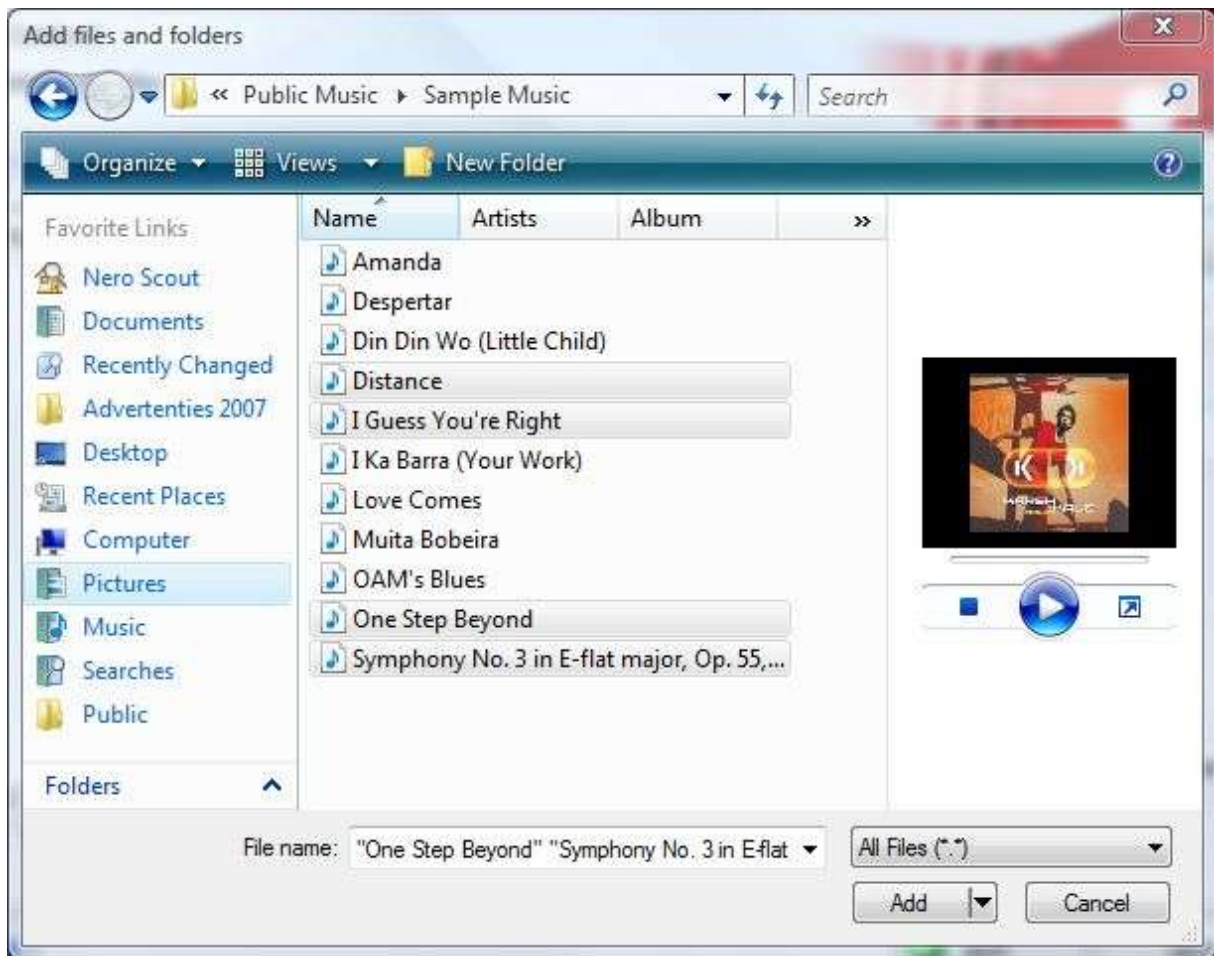 Add files and folders
« Public Music ▸ Sample Music
Search
Organize
Views
New Folder
Favorite Links
Nero Scout
Documents
Recently Changed
Advertenties 2007
Desktop
Recent Places
Computer
Pictures
Music
Searches
Public
Folders
Name Artists Album »
Amanda
Despertar
Din Din Wo (Little Child)
Distance
I Guess You're Right
I Ka Barra (Your Work)
Love Comes
Muita Bobeira
OAM's Blues
One Step Beyond
Symphony No. 3 in E-flat major, Op. 55,...
File name: "One Step Beyond" "Symphony No. 3 in E-flat
All Files (*.*)
Add
Cancel